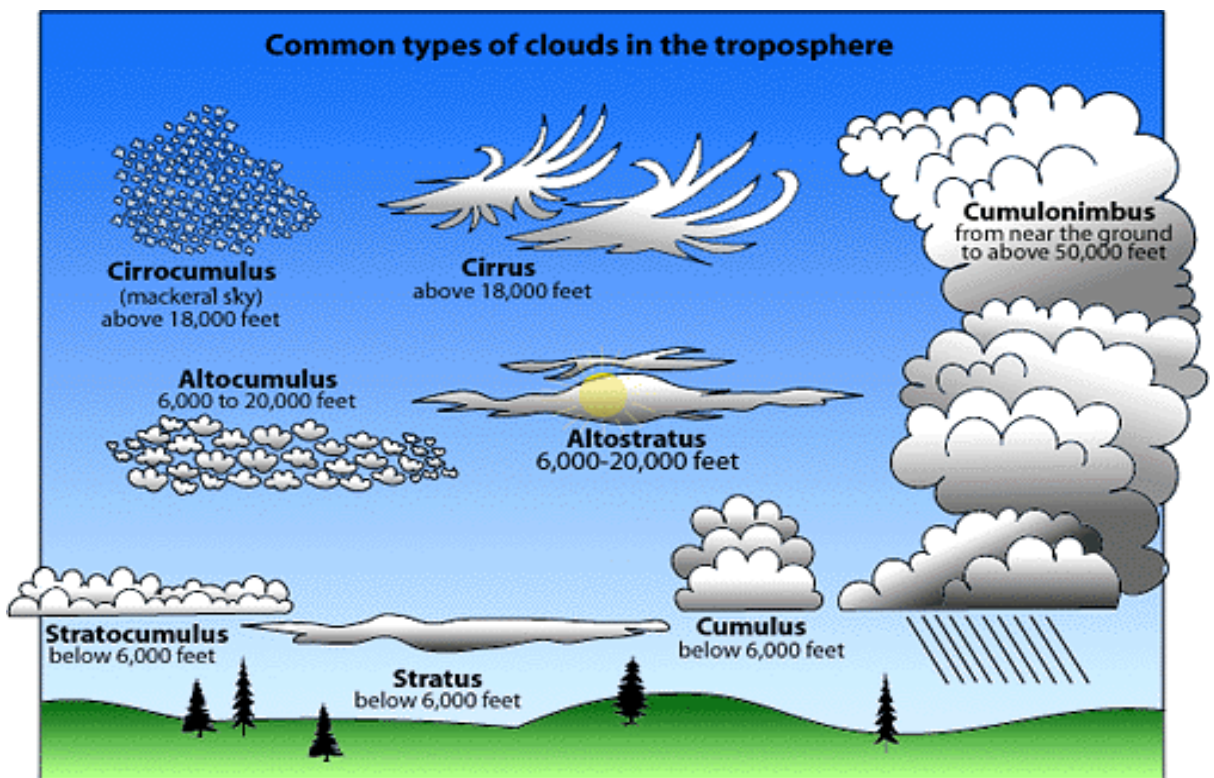 Common types of clouds in the troposphere
Cirrocumulus
(mackeral sky)
above 18,000 feet
Cirrus
above 18,000 feet
Cumulonimbus
from near the ground
to above 50,000 feet
Altocumulus
6,000 to 20,000 feet
Altostratus
6,000-20,000 feet
Stratocumulus
below 6,000 feet
Stratus
below 6,000 feet
Cumulus
below 6,000 feet